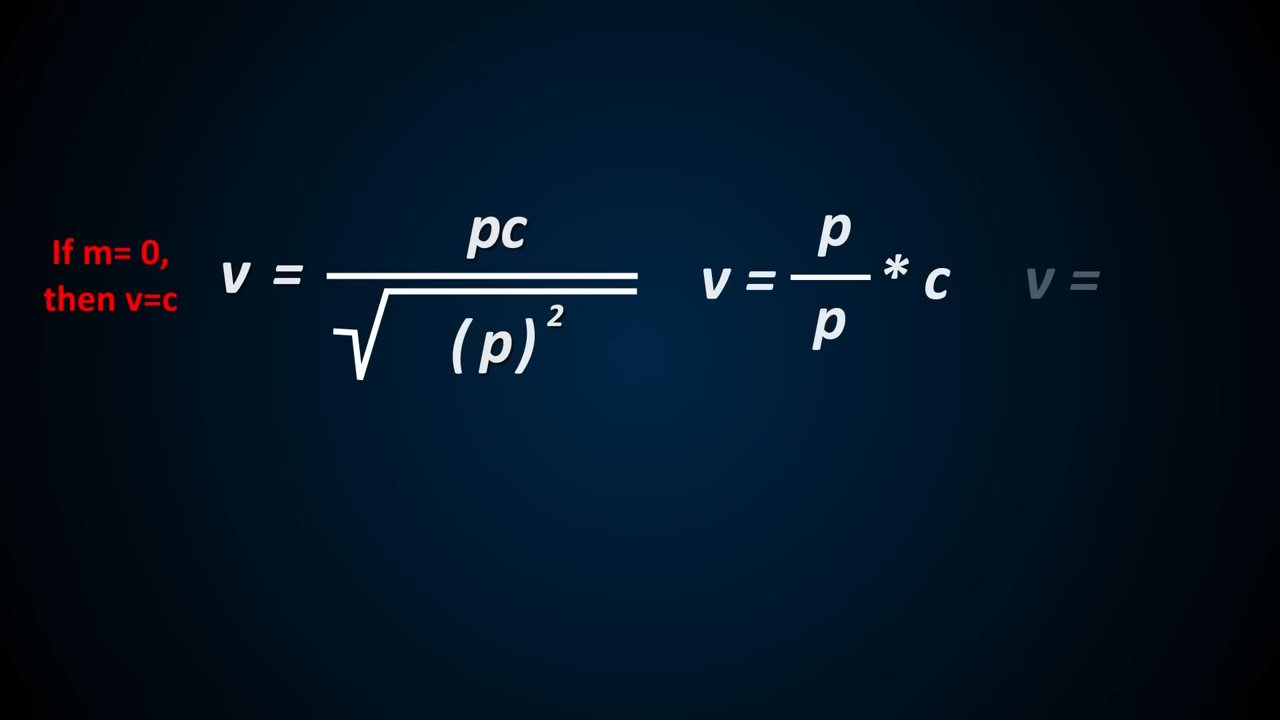 If m= 0,
then v=c
v = pc / √(p)²
v = p / p * c
v =